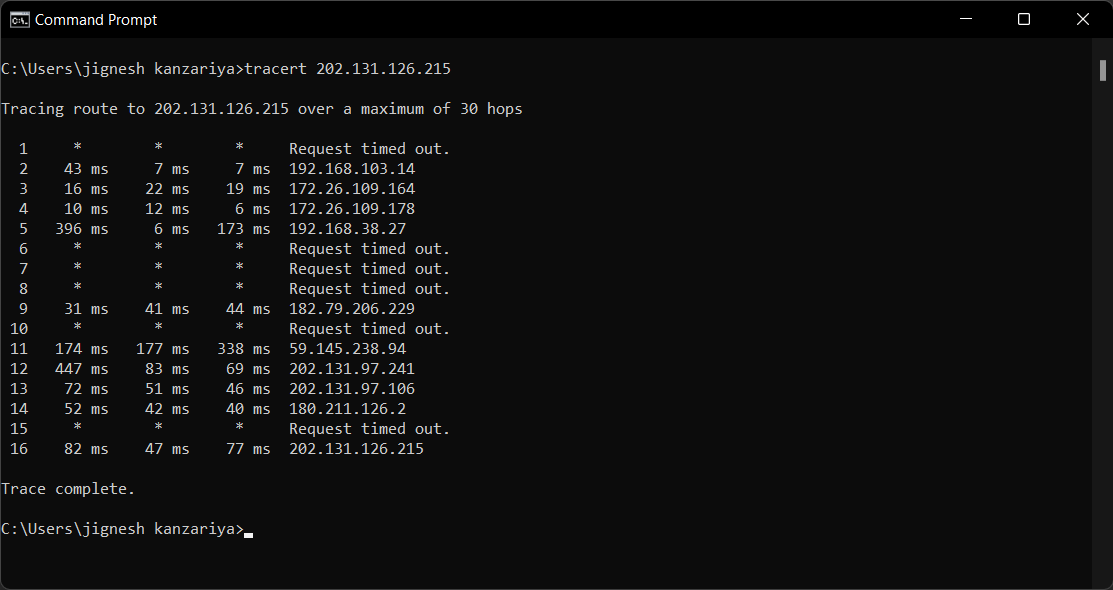 Command Prompt
C:\Users\jignesh kanzariya>tracert 202.131.126.215
Tracing route to 202.131.126.215 over a maximum of 30 hops
1 * * * Request timed out.
2 43 ms 7 ms 7 ms 192.168.103.14
3 16 ms 22 ms 19 ms 172.26.109.164
4 10 ms 12 ms 6 ms 172.26.109.178
5 396 ms 6 ms 173 ms 192.168.38.27
6 * * * Request timed out.
7 * * * Request timed out.
8 * * * Request timed out.
9 31 ms 41 ms 44 ms 182.79.206.229
10 * * * Request timed out.
11 174 ms 177 ms 338 ms 59.145.238.94
12 447 ms 83 ms 69 ms 202.131.97.241
13 72 ms 51 ms 46 ms 202.131.97.106
14 52 ms 42 ms 40 ms 180.211.126.2
15 * * * Request timed out.
16 82 ms 47 ms 77 ms 202.131.126.215
Trace complete.
C:\Users\jignesh kanzariya>